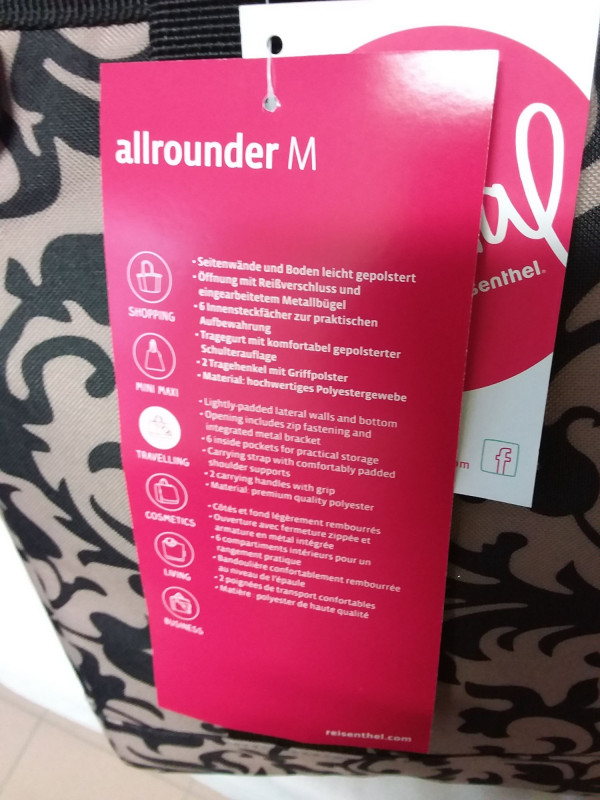 allrounder M
SHOPPING
MINI MAXI
TRAVELLING
COSMETICS
LIVING
BUSINESS
• Seitenwände und Boden leicht gepolstert
• Öffnung mit Reißverschluss und
eingearbeitetem Metallbügel
• 6 Innensteckfächer zur praktischen
Aufbewahrung
• Tragegurt mit komfortabel gepolsterter
Schulterauflage
• 2 Tragehenkel mit Griffpolster
• Material: hochwertiges Polyestergewebe
• Lightly-padded lateral walls and bottom
• Opening includes zip fastening and
integrated metal bracket
• 6 inside pockets for practical storage
• Carrying strap with comfortably padded
shoulder supports
• 2 carrying handles with grip
• Material: premium quality polyester
• Côtés et fond légèrement rembourrés
• Ouverture avec fermeture zippée et
armature en métal intégrée
• 6 compartiments intérieurs pour un
rangement pratique
• Bandoulière confortablement rembourrée
au niveau de l'épaule
• 2 poignées de transport confortables
• Matière polyester de haute qualité
reisenthel.com
senthel.
om
f